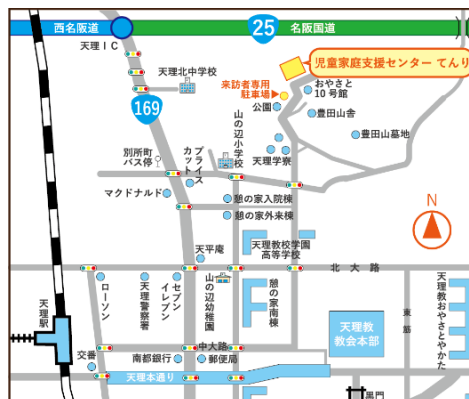 西名阪道
25
名阪国道
天理IC
天理北中学校
児童家庭支援センター てんり
来訪者専用
駐車場
おやさと
10号館
公園
豊田山舎
169
豊田山墓地
別所町
バス停
プライス
カット
山の辺小学校
天理学寮
マクドナルド
憩の家入院棟
憩の家外来棟
N
天平庵
天理教校学園
高等学校
北大路
ローソン
天理警察署
セブン
イレブン
山の辺幼稚園
憩の家南棟
東筋
天理教おやさとやかた
天理駅
天理教
教会本部
中大路
交番
南都銀行
郵便局
天理本通り
黒門